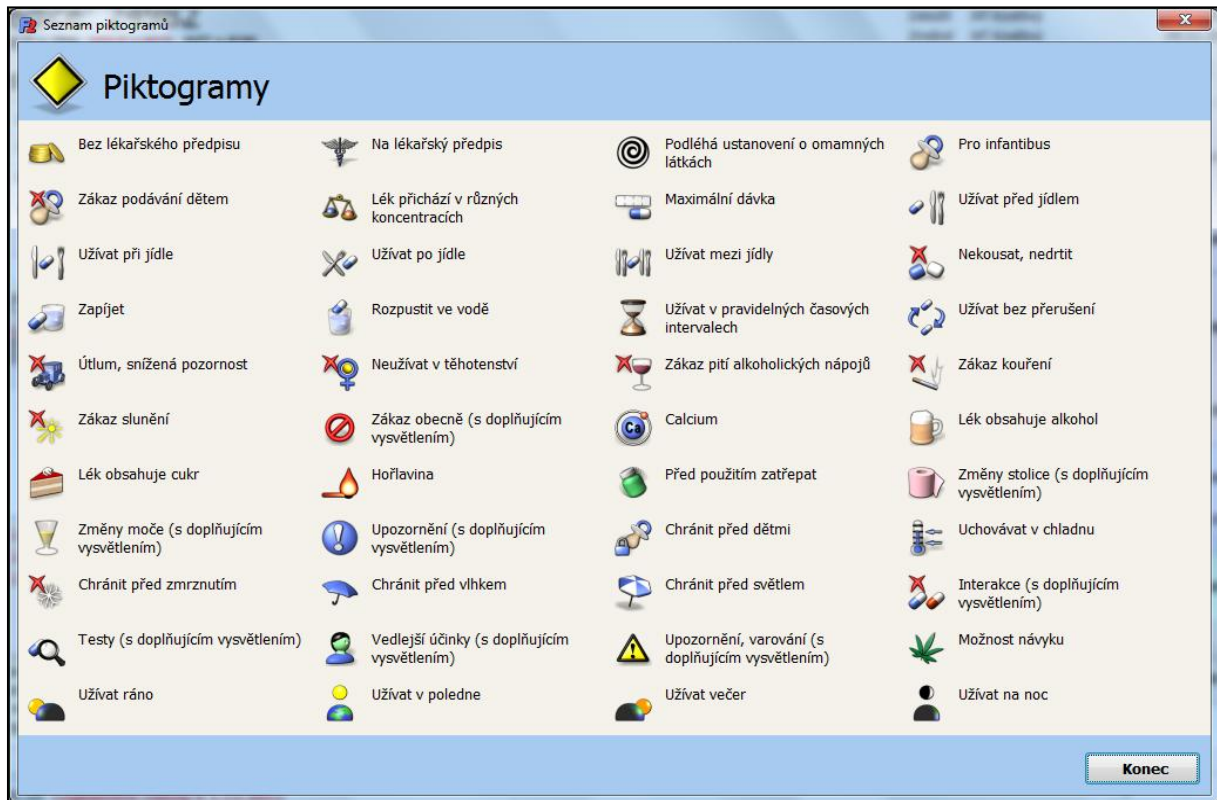 Seznam piktogramů
Piktogramy
Bez lékařského předpisu
Na lékařský předpis
Podléhá ustanovení o omamných
látkách
Pro infantibus
Zákaz podávání dětem
Lék přichází v různých
koncentracích
Maximální dávka
Užívat před jídlem
Užívat při jídle
Užívat po jídle
Užívat mezi jídly
Nekousat, nedrtit
Zapíjet
Rozpustit ve vodě
Užívat v pravidelných časových
intervalech
Užívat bez přerušení
Útlum, snížená pozornost
Neužívat v těhotenství
Zákaz pití alkoholických nápojů
Zákaz kouření
Zákaz slunění
Zákaz obecně (s doplňujícím
vysvětlením)
Ca
Calcium
Lék obsahuje alkohol
Lék obsahuje cukr
Hořlavina
Před použitím zatřepat
Změny stolice (s doplňujícím
vysvětlením)
Změny moče (s doplňujícím
vysvětlením)
Upozornění (s doplňujícím
vysvětlením)
Chránit před dětmi
Uchovávat v chladnu
Chránit před zmrznutím
Chránit před vlhkem
Chránit před světlem
Interakce (s doplňujícím
vysvětlením)
Testy (s doplňujícím vysvětlením)
Vedlejší účinky (s doplňujícím
vysvětlením)
Upozornění, varování (s
doplňujícím vysvětlením)
Možnost návyku
Užívat ráno
Užívat v poledne
Užívat večer
Užívat na noc
Konec